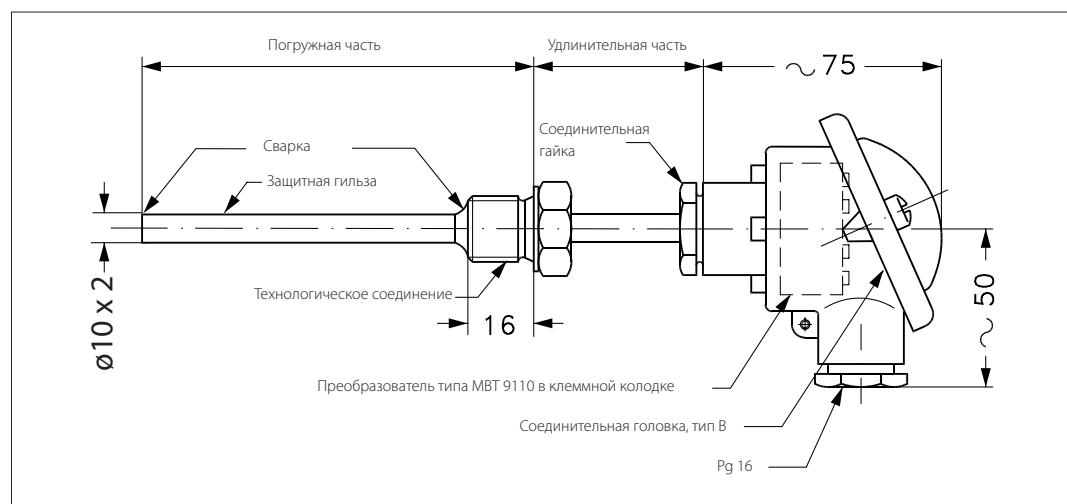 Погружная часть
Удлинительная часть
~ 75
Соединительная
гайка
Сварка
Защитная гильза
ø10 x 2
Технологическое соединение
16
~ 50
Преобразователь типа MBT 9110 в клеммной колодке
Соединительная головка, тип B
Pg 16